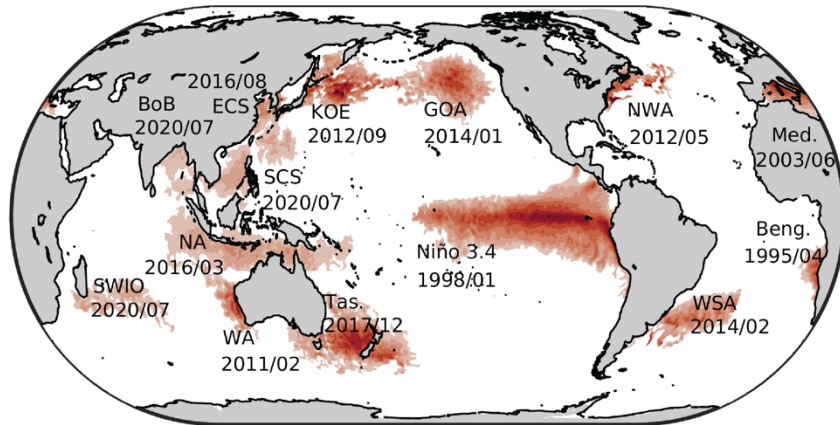 2016/08
ECS
BoB
2020/07
KOE
2012/09
GOA
2014/01
NWA
2012/05
Med.
2003/06
SCS
2020/07
NA
2016/03
SWIO
2020/07
WA
2011/02
Tas.
2017/12
Niño 3.4
1998/01
Beng.
1995/04
WSA
2014/02